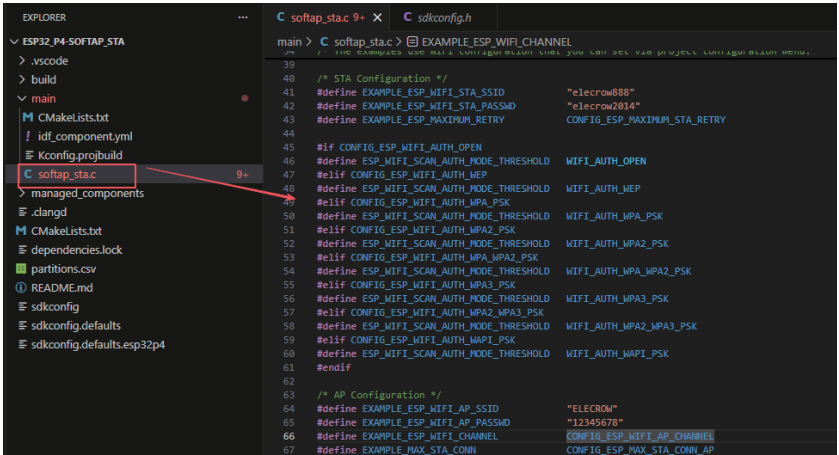 EXPLORER
ESP32_P4-SOFTAP_STA
.vscode
build
main
CMakeLists.txt
idf_component.yml
Kconfig.projbuild
softap_sta.c 9+
managed_components
.clangd
CMakeLists.txt
dependencies.lock
partitions.csv
README.md
sdkconfig
sdkconfig.defaults
sdkconfig.defaults.esp32p4
C softap_sta.c 9+ × C sdkconfig.h
main > C softap_sta.c > EXAMPLE_ESP_WIFI_CHANNEL
39
40 /* STA Configuration */
41 #define EXAMPLE_ESP_WIFI_STA_SSID "elecrow888"
42 #define EXAMPLE_ESP_WIFI_STA_PASSWD "elecrow2014"
43 #define EXAMPLE_ESP_MAXIMUM_RETRY CONFIG_ESP_MAXIMUM_STA_RETRY
44
45 #if CONFIG_ESP_WIFI_AUTH_OPEN
46 #define ESP_WIFI_SCAN_AUTH_MODE_THRESHOLD WIFI_AUTH_OPEN
47 #elif CONFIG_ESP_WIFI_AUTH_WEP
48 #define ESP_WIFI_SCAN_AUTH_MODE_THRESHOLD WIFI_AUTH_WEP
49 #elif CONFIG_ESP_WIFI_AUTH_WPA_PSK
50 #define ESP_WIFI_SCAN_AUTH_MODE_THRESHOLD WIFI_AUTH_WPA_PSK
51 #elif CONFIG_ESP_WIFI_AUTH_WPA2_PSK
52 #define ESP_WIFI_SCAN_AUTH_MODE_THRESHOLD WIFI_AUTH_WPA2_PSK
53 #elif CONFIG_ESP_WIFI_AUTH_WPA_WPA2_PSK
54 #define ESP_WIFI_SCAN_AUTH_MODE_THRESHOLD WIFI_AUTH_WPA_WPA2_PSK
55 #elif CONFIG_ESP_WIFI_AUTH_WPA3_PSK
56 #define ESP_WIFI_SCAN_AUTH_MODE_THRESHOLD WIFI_AUTH_WPA3_PSK
57 #elif CONFIG_ESP_WIFI_AUTH_WPA2_WPA3_PSK
58 #define ESP_WIFI_SCAN_AUTH_MODE_THRESHOLD WIFI_AUTH_WPA2_WPA3_PSK
59 #elif CONFIG_ESP_WIFI_AUTH_WAPI_PSK
60 #define ESP_WIFI_SCAN_AUTH_MODE_THRESHOLD WIFI_AUTH_WAPI_PSK
61 #endif
62
63 /* AP Configuration */
64 #define EXAMPLE_ESP_WIFI_AP_SSID "ELECROW"
65 #define EXAMPLE_ESP_WIFI_AP_PASSWD "12345678"
66 #define EXAMPLE_ESP_WIFI_CHANNEL CONFIG_ESP_WIFI_AP_CHANNEL
67 #define EXAMPLE_MAX_STA_CONN CONFIG_ESP_MAX_STA_CONN_AP